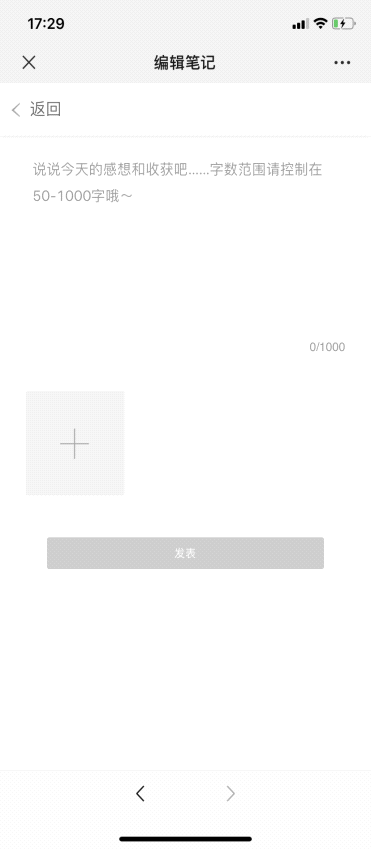 17:29
编辑笔记
返回
说说今天的感想和收获吧......字数范围请控制在
50-1000字哦～
0/1000
发表